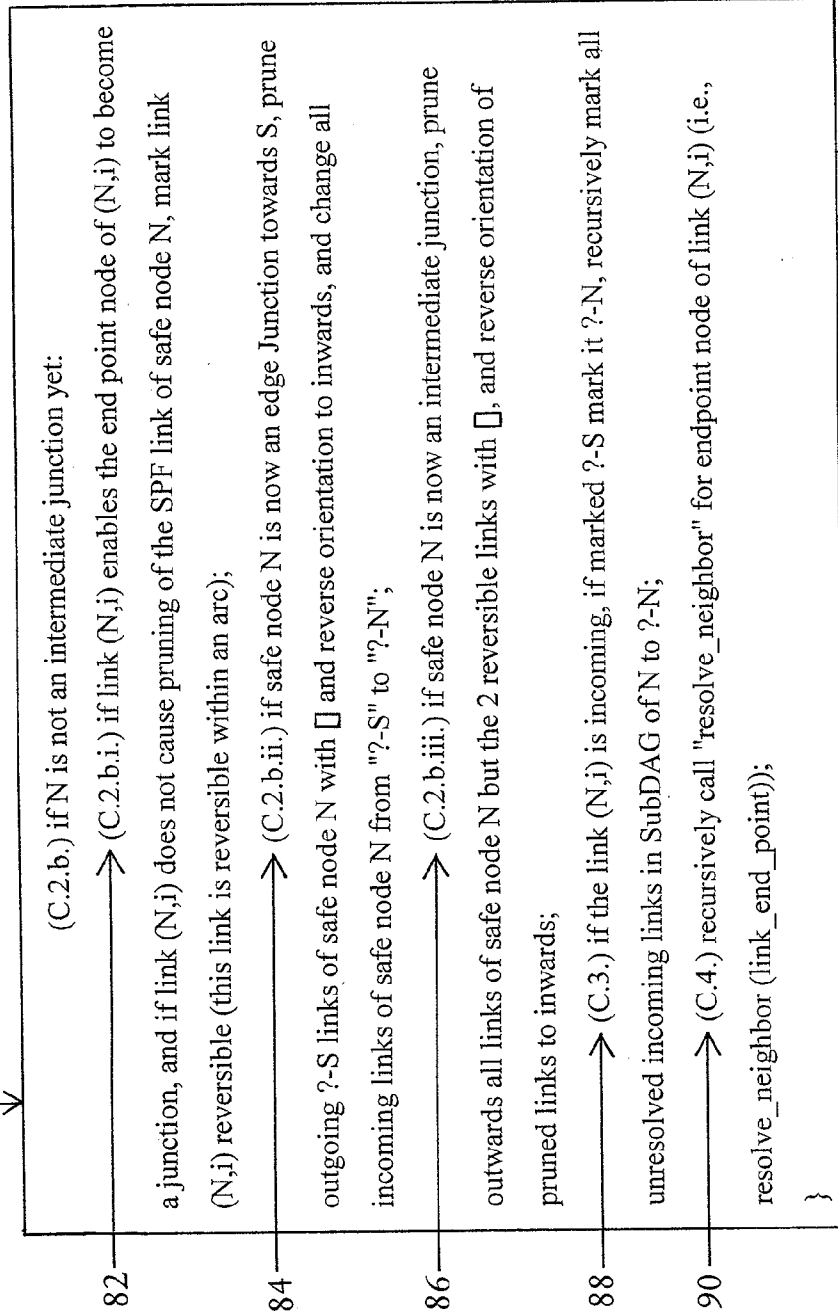 (C.2.b.) if N is not an intermediate junction yet:
82 (C.2.b.i.) if link (N,i) enables the end point node of (N,i) to become
a junction, and if link (N,i) does not cause pruning of the SPF link of safe node N, mark link
(N,i) reversible (this link is reversible within an arc);
84 (C.2.b.ii.) if safe node N is now an edge Junction towards S, prune
outgoing ?-S links of safe node N with [] and reverse orientation to inwards, and change all
incoming links of safe node N from "?-S" to "?-N";
86 (C.2.b.iii.) if safe node N is now an intermediate junction, prune
outwards all links of safe node N but the 2 reversible links with [], and reverse orientation of
pruned links to inwards;
88 (C.3.) if the link (N,i) is incoming, if marked ?-S mark it ?-N, recursively mark all
unresolved incoming links in SubDAG of N to ?-N;
90 (C.4.) recursively call "resolve_neighbor" for endpoint node of link (N,i) (i.e.,
resolve_neighbor (link_end_point));
}